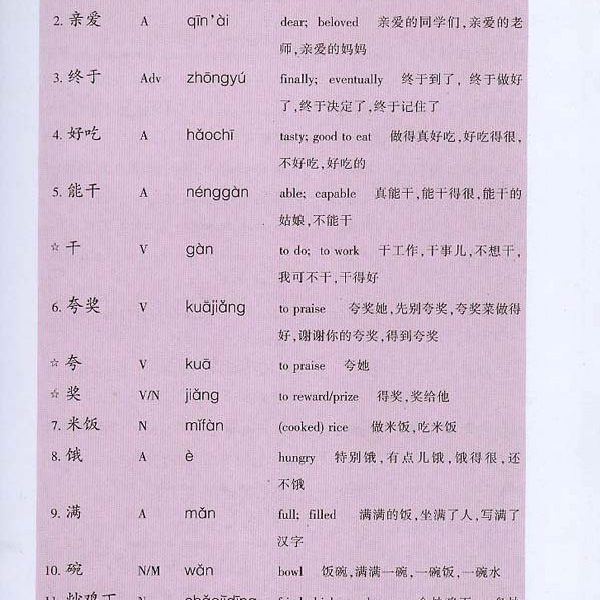 2. 亲爱 A qīn'ài dear; beloved 亲爱的同学们,亲爱的老
师,亲爱的妈妈
3. 终于 Adv zhōngyú finally; eventually 终于到了, 终于做好
了,终于决定了,终于记住了
4. 好吃 A hǎochī tasty; good to eat 做得真好吃,好吃得很,
不好吃,好吃的
5. 能干 A nénggàn able; capable 真能干,能干得很,能干的
姑娘,不能干
☆ 干 V gàn to do; to work 干工作,干事儿,不想干,
我可不干,干得好
6. 夸奖 V kuājiǎng to praise 夸奖她,先别夸奖,夸奖菜做得
好,谢谢你的夸奖,得到夸奖
☆ 夸 V kuā to praise 夸她
☆ 奖 V/N jiǎng to reward/prize 得奖,奖给他
7. 米饭 N mǐfàn (cooked) rice 做米饭,吃米饭
8. 饿 A è hungry 特别饿,有点儿饿,饿得很,还
不饿
9. 满 A mǎn full; filled 满满的饭,坐满了人,写满了
汉字
10. 碗 N/M wǎn bowl 饭碗,满满一碗,一碗饭,一碗水